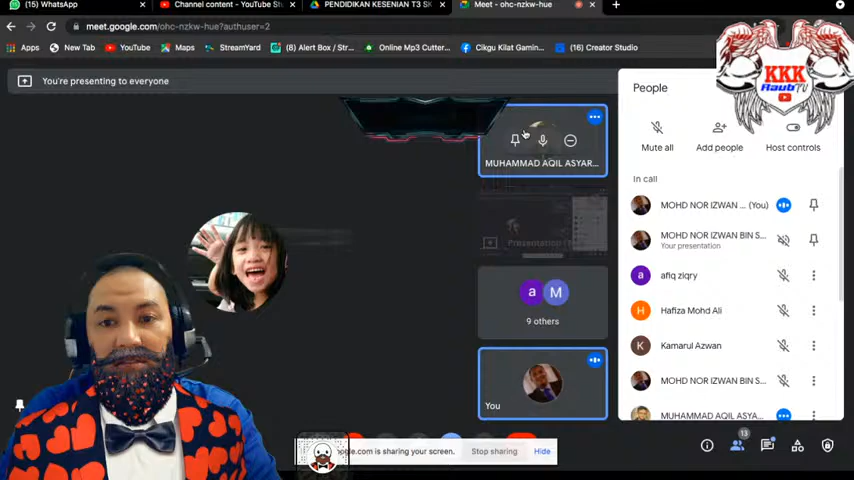 (15) WhatsApp
Channel content - YouTube St
PENDIDIKAN KESENIAN T3 SK
Meet - ohc-nzkw-hue
meet.google.com/ohc-nzkw-hue?authuser=2
Apps
New Tab
YouTube
Maps
StreamYard
(8) Alert Box / Str...
Online Mp3 Cutter...
Cikgu Kilat Gaming...
(16) Creator Studio
KKK
Raub TV
You're presenting to everyone
People
MUHAMMAD AQIL ASYAR...
Mute all
Add people
Host controls
In call
MOHD NOR IZWAN ... (You)
MOHD NOR IZWAN BIN S...
Your presentation
Presentation
a M
9 others
a afiq ziqry
H Hafiza Mohd Ali
K Kamarul Azwan
MOHD NOR IZWAN BIN S...
MUHAMMAD AQIL ASYA...
You
13
gle.com is sharing your screen.
Stop sharing
Hide